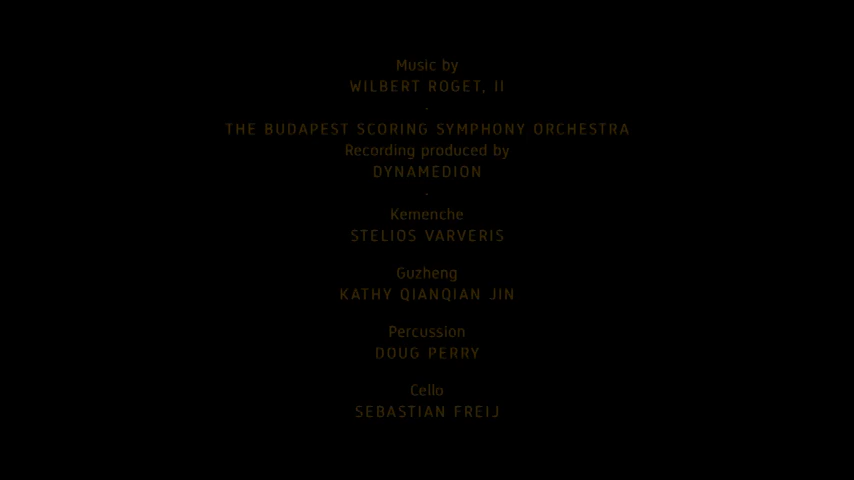 Music by
WILBERT ROGET, II
-
THE BUDAPEST SCORING SYMPHONY ORCHESTRA
Recording produced by
DYNAMEDION
-
Kemenche
STELIOS VARVERIS
Guzheng
KATHY QIANQIAN JIN
Percussion
DOUG PERRY
Cello
SEBASTIAN FREIJ